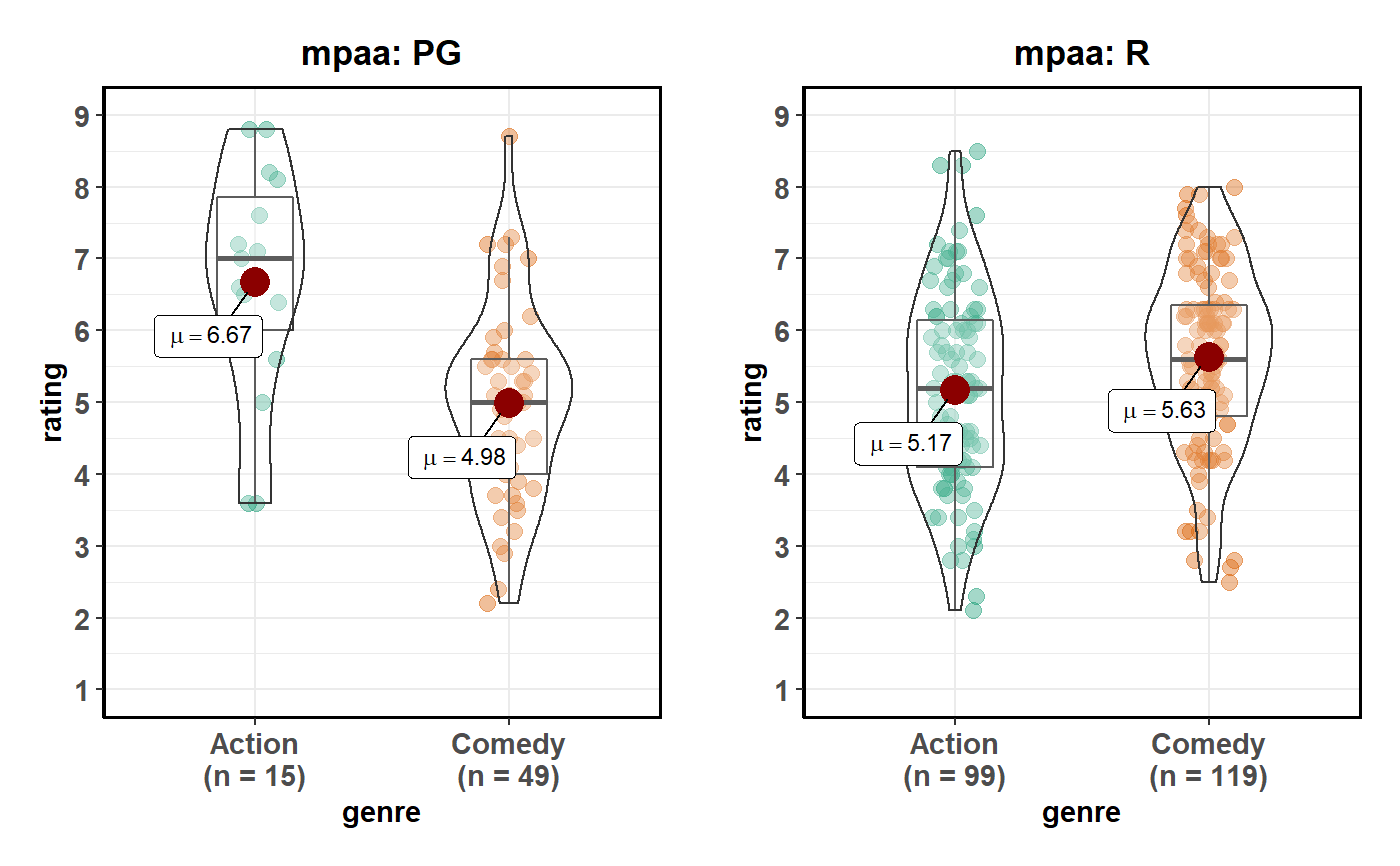 mpaa: PG
rating
9
8
7
6
5
4
3
2
1
μ = 6.67
μ = 4.98
Action
(n = 15)
Comedy
(n = 49)
genre
mpaa: R
rating
9
8
7
6
5
4
3
2
1
μ = 5.17
μ = 5.63
Action
(n = 99)
Comedy
(n = 119)
genre